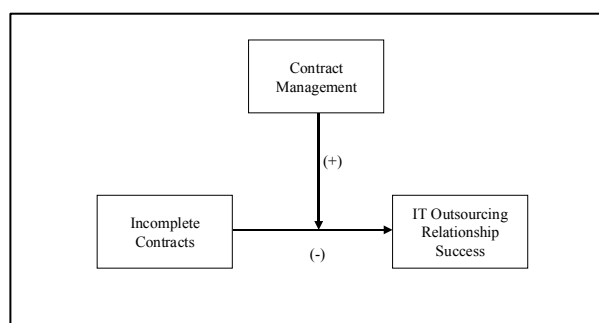 Contract
Management
(+)
Incomplete
Contracts
(-)
IT Outsourcing
Relationship
Success